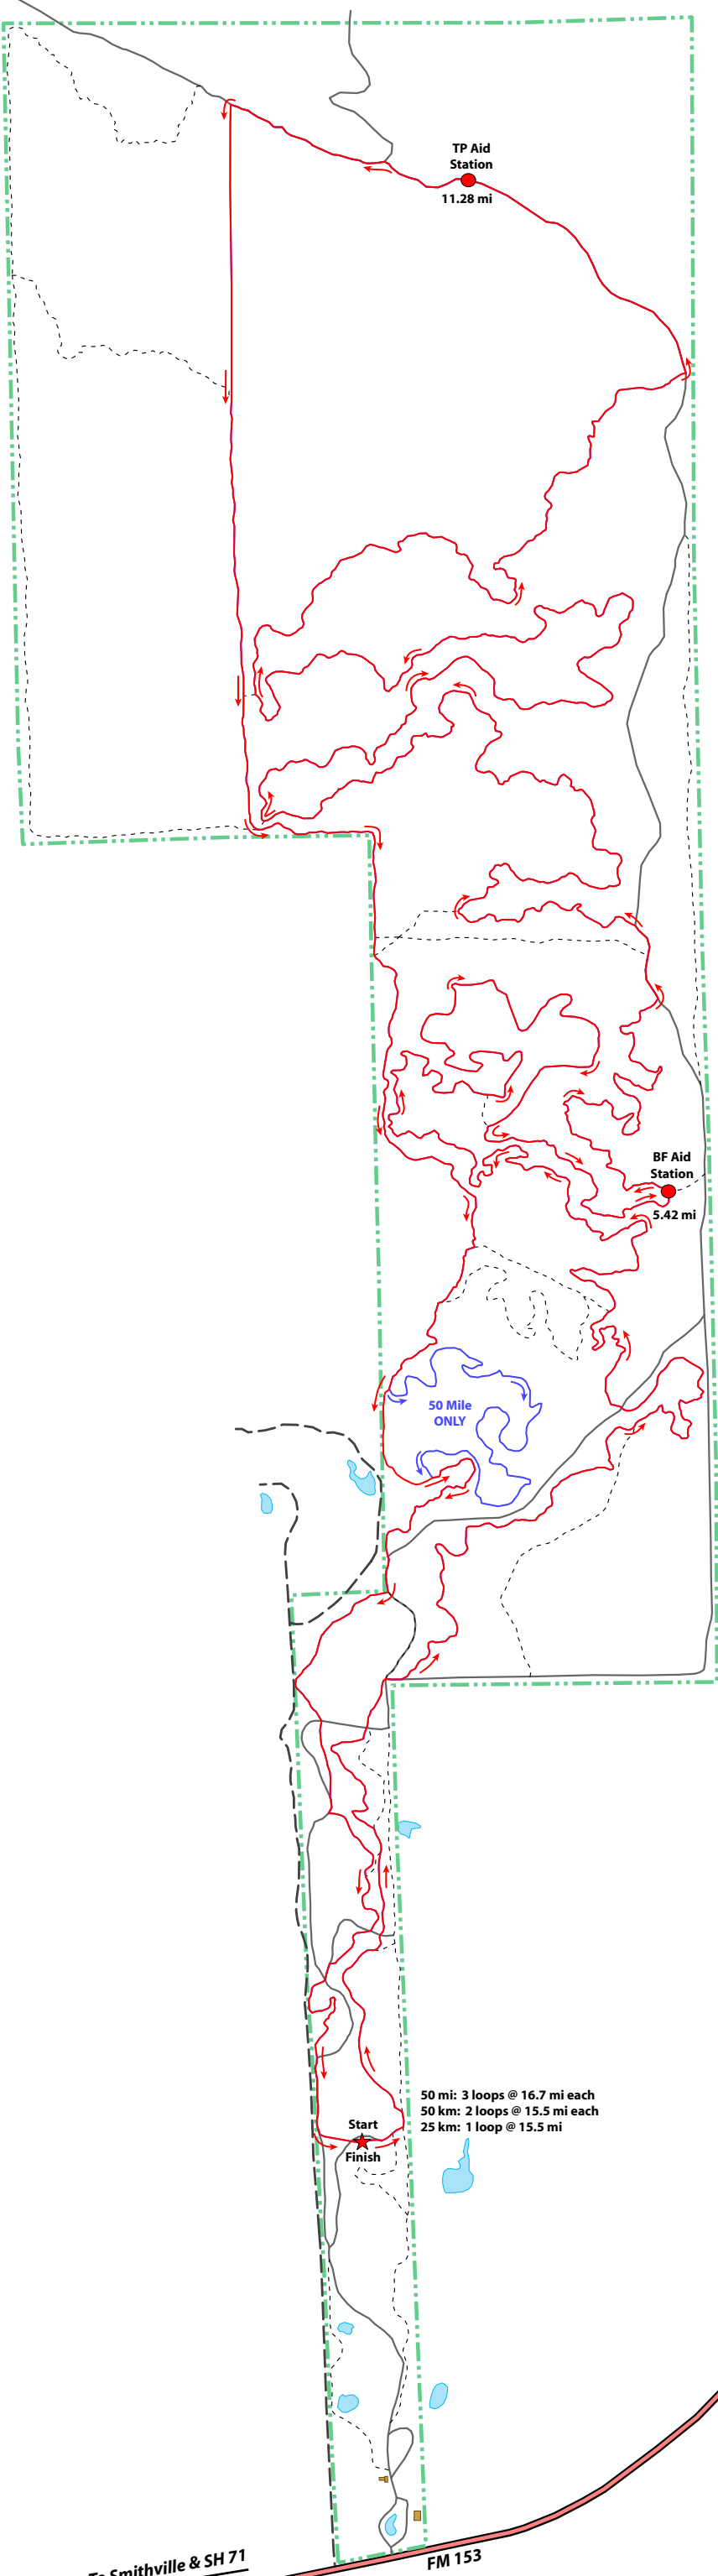 TP Aid
Station
11.28 mi
BF Aid
Station
5.42 mi
50 Mile
ONLY
50 mi: 3 loops @ 16.7 mi each
50 km: 2 loops @ 15.5 mi each
25 km: 1 loop @ 15.5 mi
Start
Finish
To Smithville & SH 71
FM 153